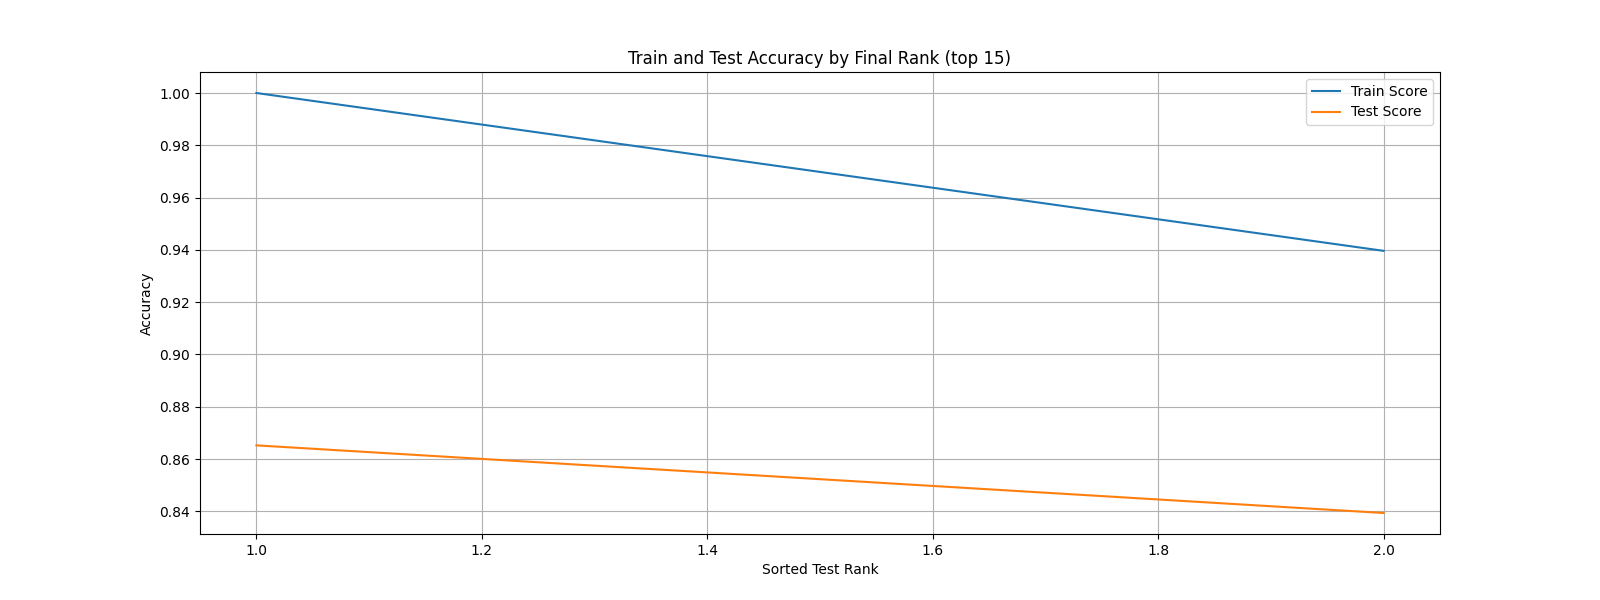 Train and Test Accuracy by Final Rank (top 15)
Train Score
Test Score
Accuracy
1.00
0.98
0.96
0.94
0.92
0.90
0.88
0.86
0.84
1.0 1.2 1.4 1.6 1.8 2.0
Sorted Test Rank